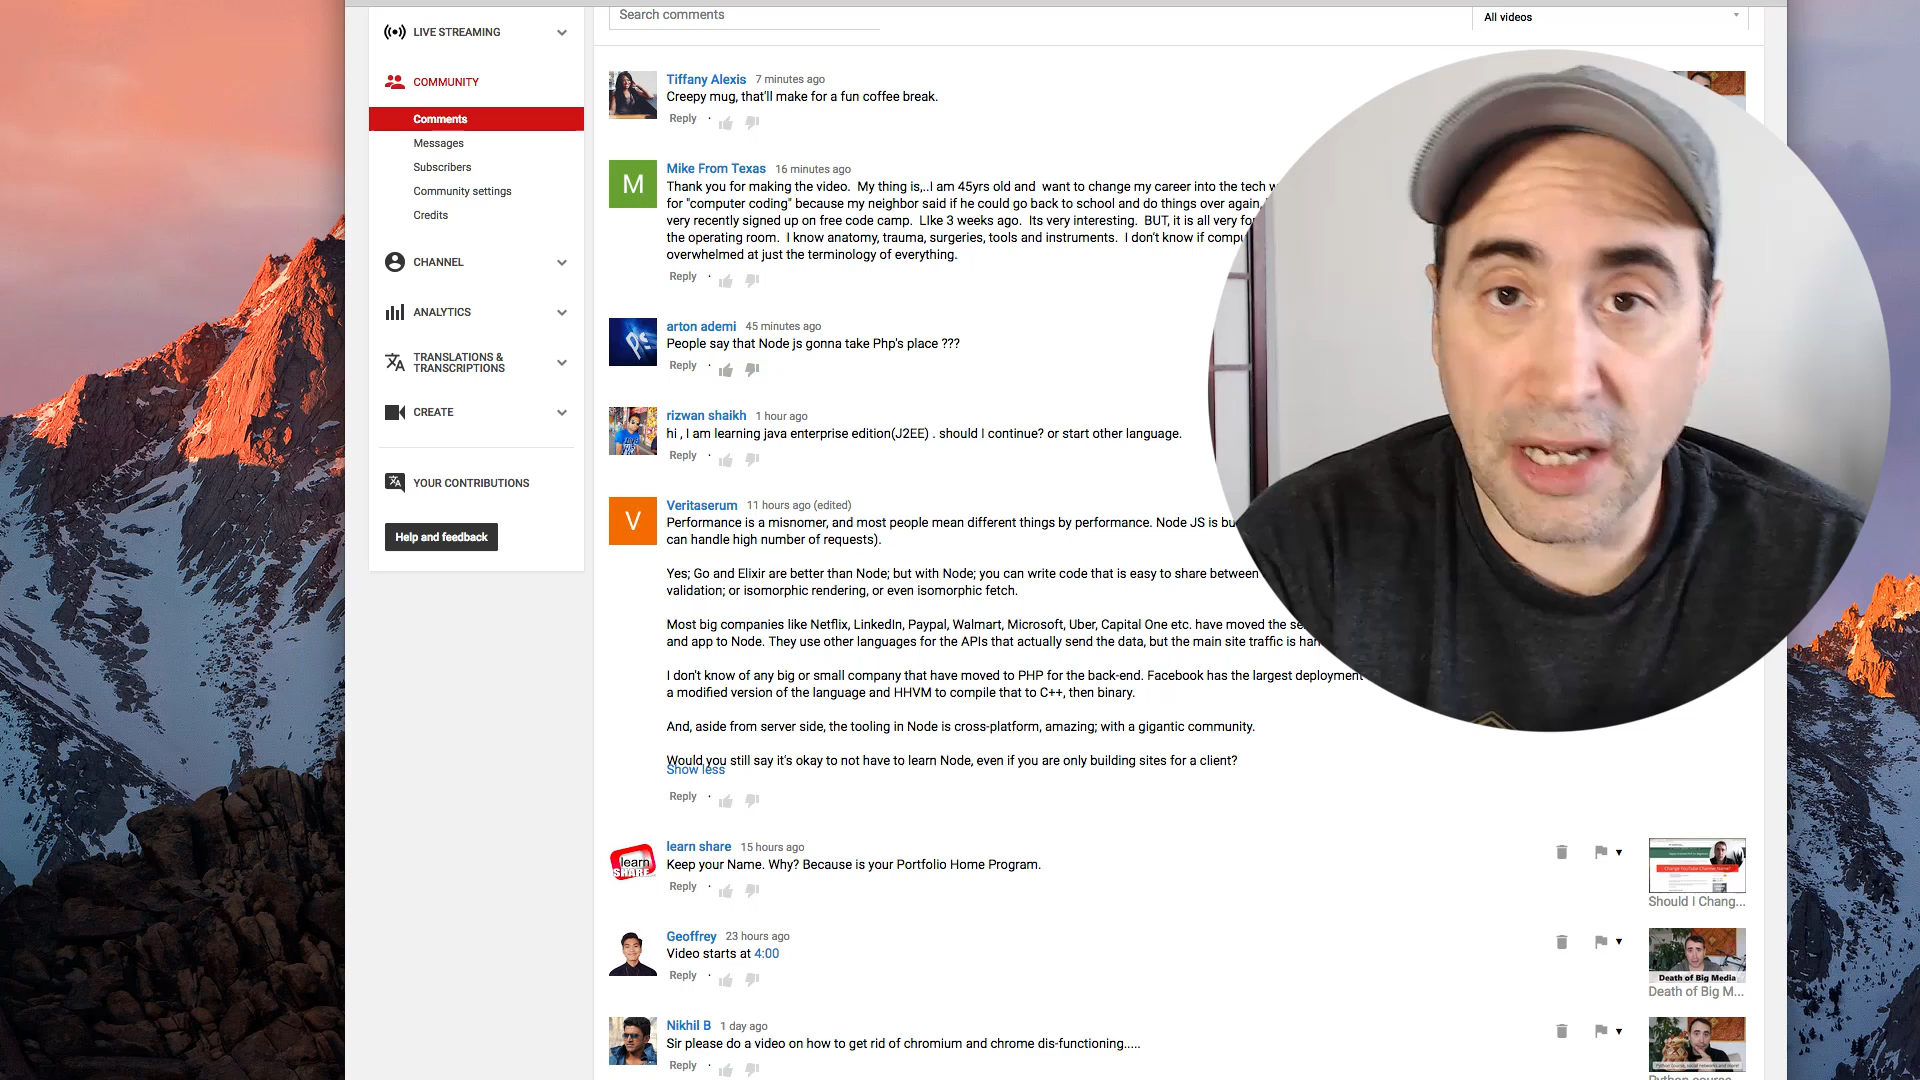 Search comments
All videos
LIVE STREAMING
COMMUNITY
Comments
Messages
Subscribers
Community settings
Credits
CHANNEL
ANALYTICS
TRANSLATIONS &
TRANSCRIPTIONS
CREATE
YOUR CONTRIBUTIONS
Help and feedback
Tiffany Alexis 7 minutes ago
Creepy mug, that'll make for a fun coffee break.
Reply
M
Mike From Texas 16 minutes ago
Thank you for making the video. My thing is,..I am 45yrs old and want to change my career into the tech
for "computer coding" because my neighbor said if he could go back to school and do things over again,
very recently signed up on free code camp. LIke 3 weeks ago. Its very interesting. BUT, it is all very
the operating room. I know anatomy, trauma, surgeries, tools and instruments. I don't know if
overwhelmed at just the terminology of everything.
Reply
Ps
arton ademi 45 minutes ago
People say that Node js gonna take Php's place ???
Reply
rizwan shaikh 1 hour ago
hi , I am learning java enterprise edition(J2EE) . should I continue? or start other language.
Reply
V
Veritaserum 11 hours ago (edited)
Performance is a misnomer, and most people mean different things by performance. Node JS is
can handle high number of requests).
Yes; Go and Elixir are better than Node; but with Node; you can write code that is easy to share between
validation; or isomorphic rendering, or even isomorphic fetch.
Most big companies like Netflix, LinkedIn, Paypal, Walmart, Microsoft, Uber, Capital One etc. have moved the
and app to Node. They use other languages for the APIs that actually send the data, but the main site traffic is
I don't know of any big or small company that have moved to PHP for the back-end. Facebook has the largest deployment
a modified version of the language and HHVM to compile that to C++, then binary.
And, aside from server side, the tooling in Node is cross-platform, amazing; with a gigantic community.
Would you still say it's okay to not have to learn Node, even if you are only building sites for a client?
Show less
Reply
learn SHARE
learn share 15 hours ago
Keep your Name. Why? Because is your Portfolio Home Program.
Reply
Should I Chang...
Geoffrey 23 hours ago
Video starts at 4:00
Reply
Death of Big Media
Death of Big M...
Nikhil B 1 day ago
Sir please do a video on how to get rid of chromium and chrome dis-functioning.....
Reply